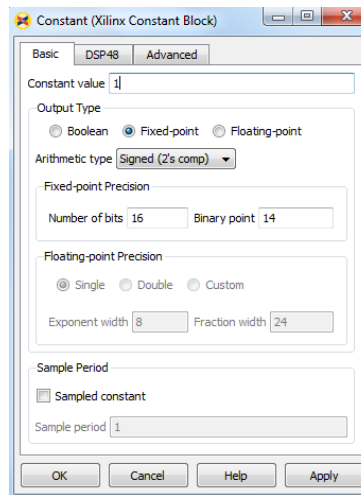 Constant (Xilinx Constant Block)
Basic DSP48 Advanced
Constant value 1
Output Type
Boolean Fixed-point Floating-point
Arithmetic type Signed (2's comp)
Fixed-point Precision
Number of bits 16 Binary point 14
Floating-point Precision
Single Double Custom
Exponent width 8 Fraction width 24
Sample Period
Sampled constant
Sample period 1
OK Cancel Help Apply